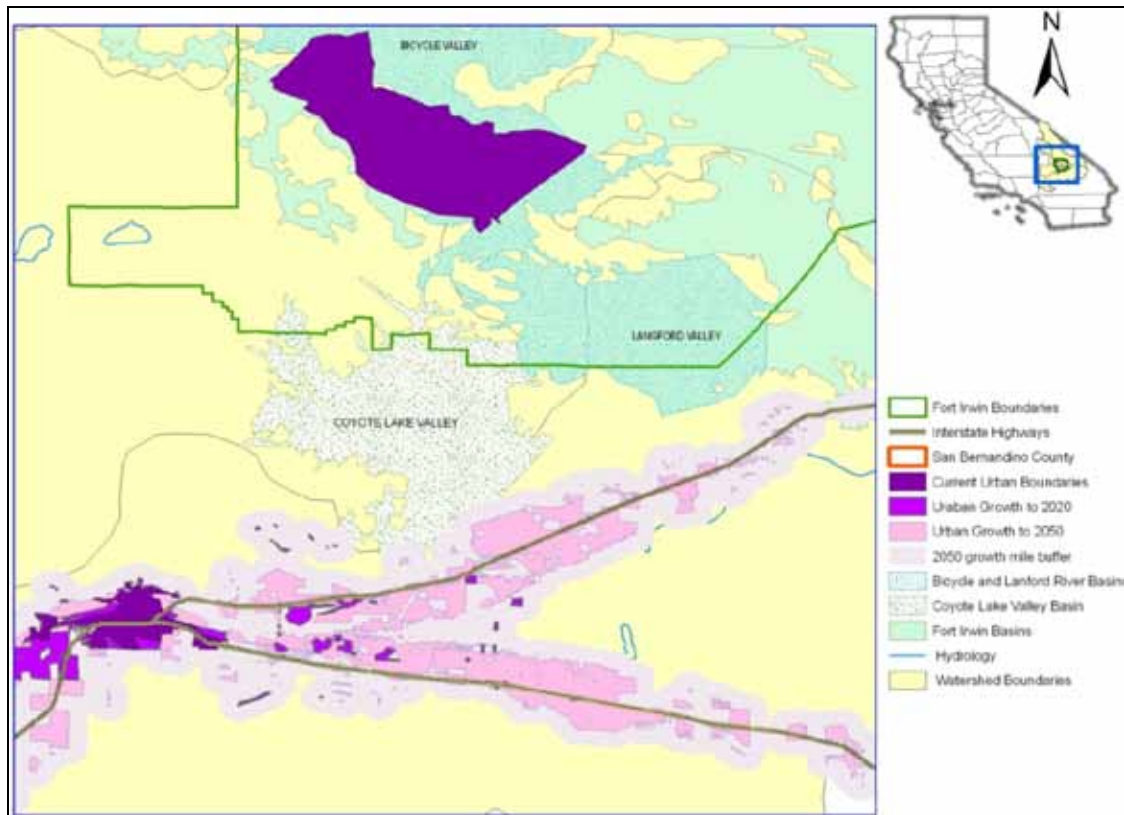 BICYCLE VALLEY
N
LANGFORD VALLEY
COYOTE LAKE VALLEY
Fort Irwin Boundaries
Interstate Highways
San Bernandino County
Current Urban Boundaries
Uraban Growth to 2020
Urban Growth to 2050
2050 growth mile buffer
Bicycle and Lanford River Basins
Coyote Lake Valley Basin
Fort Irwin Basins
Hydrology
Watershed Boundaries